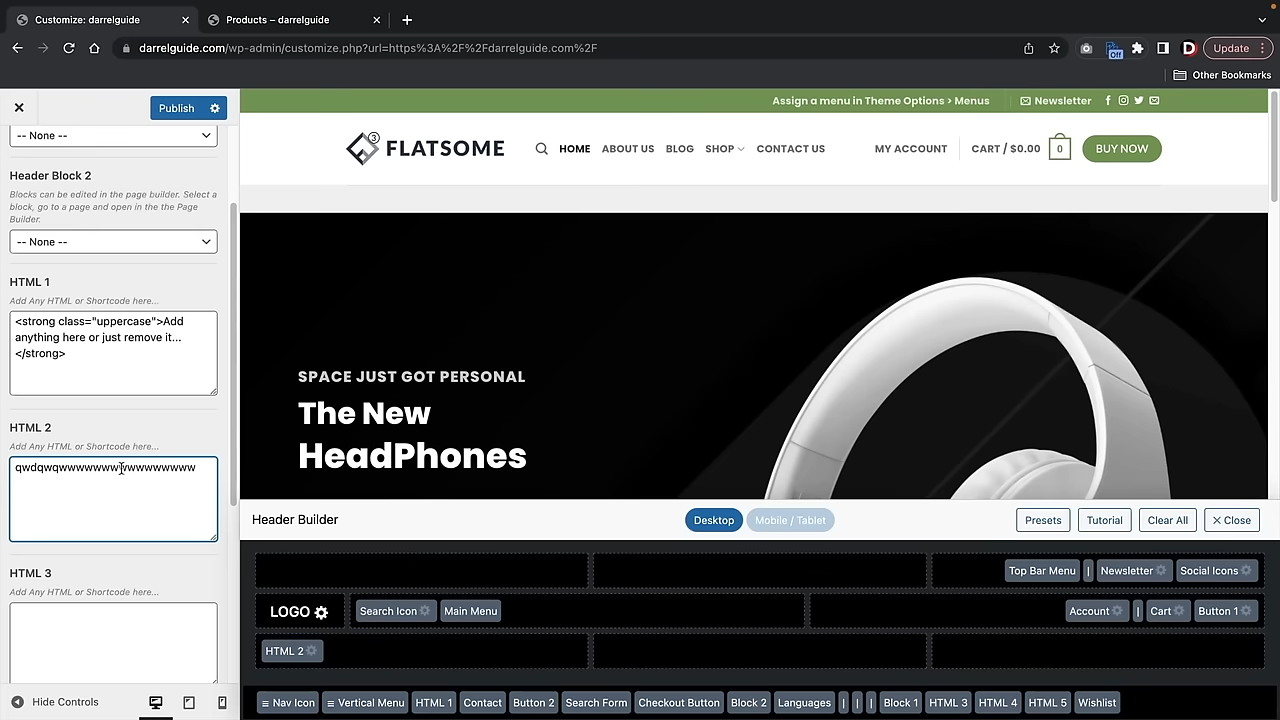 Customize: darrelguide
Products – darrelguide
darrelguide.com/wp-admin/customize.php?url=https%3A%2F%2Fdarrelguide.com%2F
Off
D
Update
Other Bookmarks
Publish
-- None --
Header Block 2
Blocks can be edited in the page builder. Select a
block, go to a page and open in the the Page
Builder.
-- None --
HTML 1
Add Any HTML or Shortcode here...
<strong class="uppercase">Add
anything here or just remove it...
</strong>
HTML 2
Add Any HTML or Shortcode here...
HTML 3
Add Any HTML or Shortcode here...
Hide Controls
Assign a menu in Theme Options > Menus
Newsletter
3
FLATSOME
HOME
ABOUT US
BLOG
SHOP
CONTACT US
MY ACCOUNT
CART / $0.00
0
BUY NOW
SPACE JUST GOT PERSONAL
The New
HeadPhones
Header Builder
Desktop
Mobile / Tablet
Presets
Tutorial
Clear All
Close
Top Bar Menu
|
Newsletter
Social Icons
LOGO
Search Icon
Main Menu
Account
|
Cart
Button 1
HTML 2
Nav Icon
Vertical Menu
HTML 1
Contact
Button 2
Search Form
Checkout Button
Block 2
Languages
|
|
|
Block 1
HTML 3
HTML 4
HTML 5
Wishlist